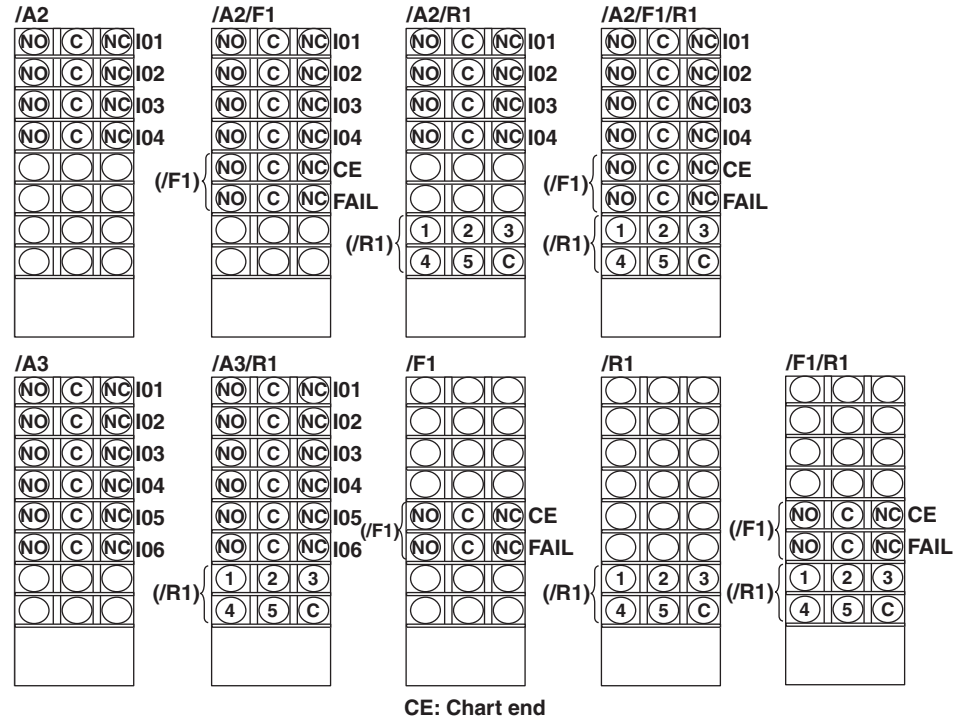 /A2
NO C NC I01
NO C NC I02
NO C NC I03
NO C NC I04
/A2/F1
NO C NC I01
NO C NC I02
NO C NC I03
NO C NC I04
(/F1) NO C NC CE
NO C NC FAIL
/A2/R1
NO C NC I01
NO C NC I02
NO C NC I03
NO C NC I04
(/R1) 1 2 3
4 5 C
/A2/F1/R1
NO C NC I01
NO C NC I02
NO C NC I03
NO C NC I04
(/F1) NO C NC CE
NO C NC FAIL
(/R1) 1 2 3
4 5 C
/A3
NO C NC I01
NO C NC I02
NO C NC I03
NO C NC I04
NO C NC I05
NO C NC I06
/A3/R1
NO C NC I01
NO C NC I02
NO C NC I03
NO C NC I04
NO C NC I05
NO C NC I06
(/R1) 1 2 3
4 5 C
/F1
(/F1) NO C NC CE
NO C NC FAIL
/R1
(/R1) 1 2 3
4 5 C
/F1/R1
(/F1) NO C NC CE
NO C NC FAIL
(/R1) 1 2 3
4 5 C
CE: Chart end